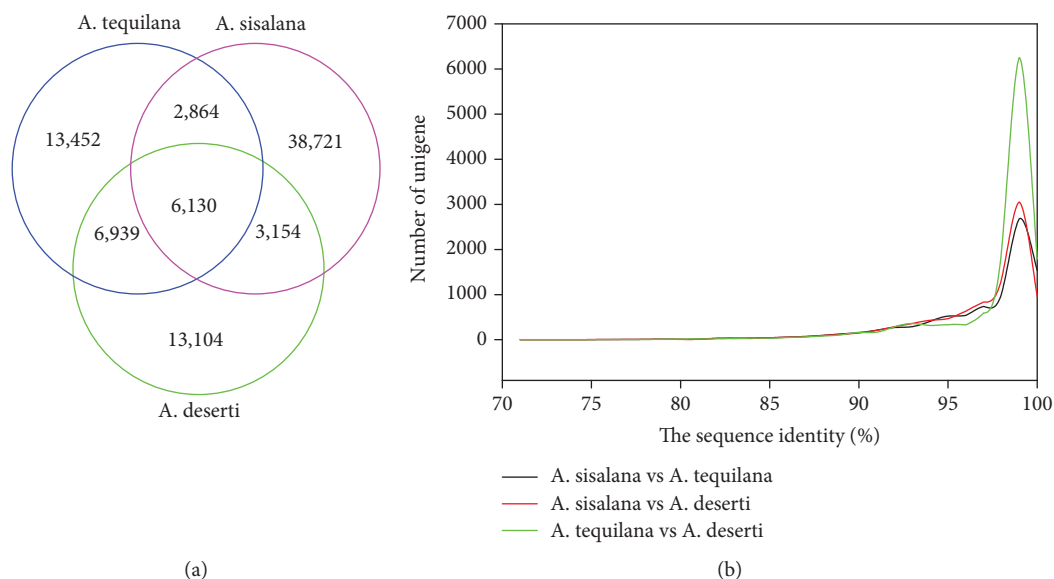 A. tequilana
A. sisalana
2,864
13,452
38,721
6,130
6,939
3,154
13,104
A. deserti
(a)
7000
6000
5000
4000
3000
2000
1000
0
Number of unigene
70
75
80
85
90
95
100
The sequence identity (%)
A. sisalana vs A. tequilana
A. sisalana vs A. deserti
A. tequilana vs A. deserti
(b)